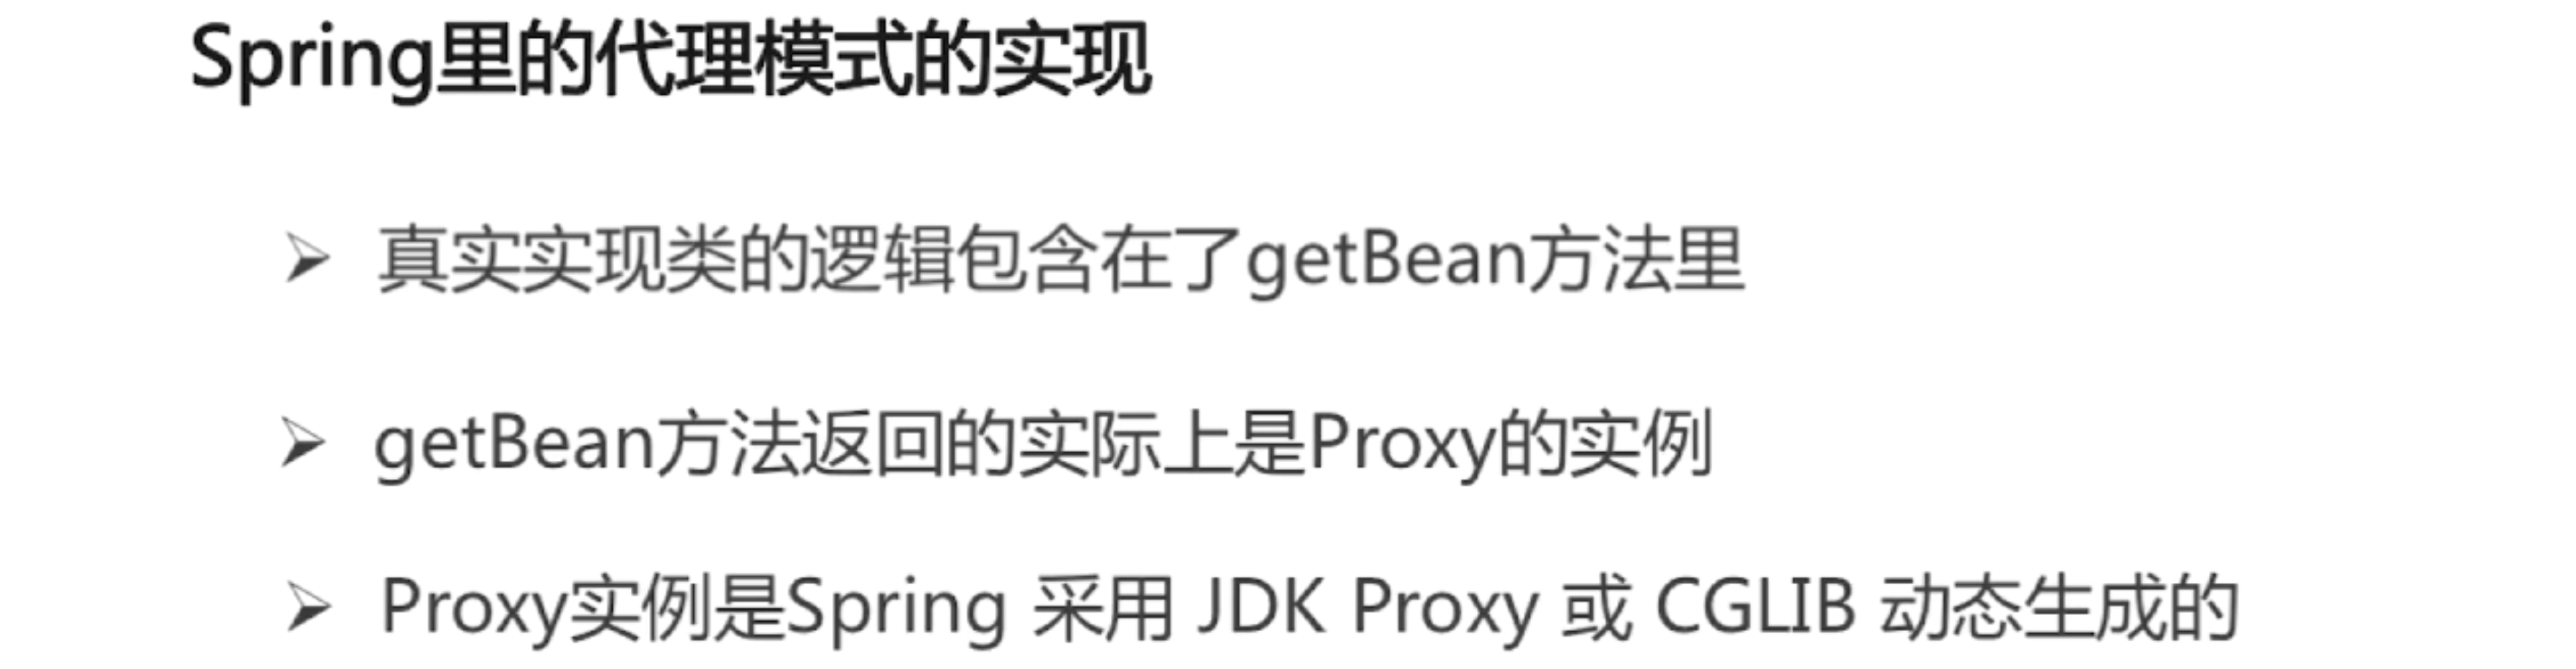 Spring里的代理模式的实现
真实实现类的逻辑包含在了getBean方法里
getBean方法返回的实际上是Proxy的实例
Proxy实例是Spring 采用 JDK Proxy 或 CGLIB 动态生成的